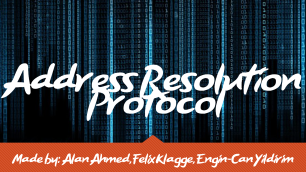 Address Resolution
Protocol
Made by: Alan Ahmed, Felix Klagge, Engin-Can Yildirim